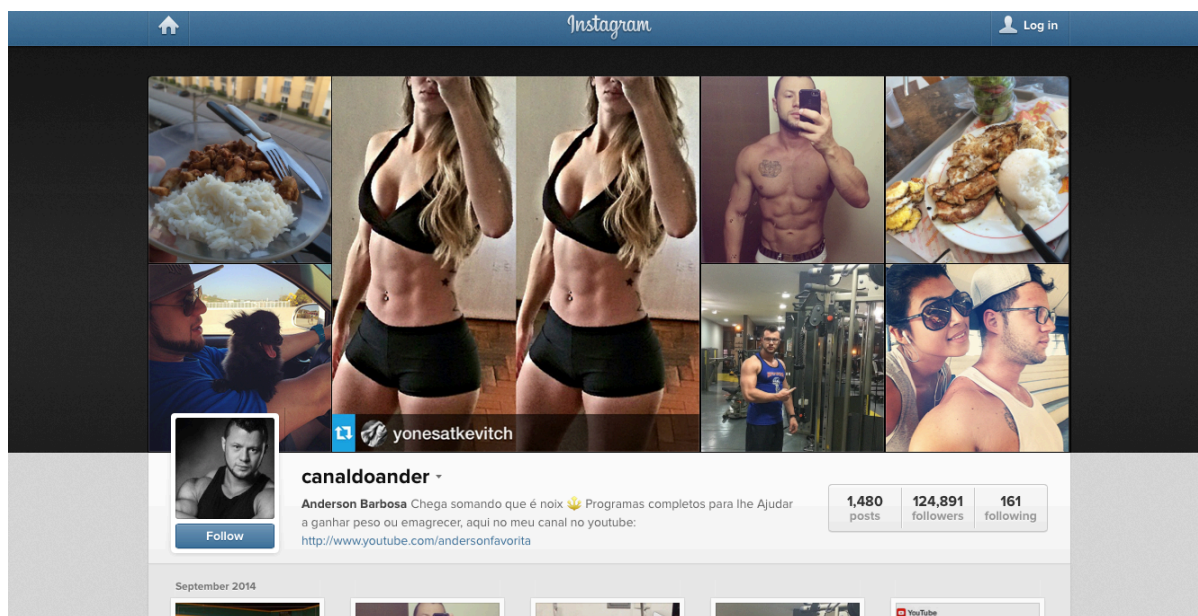 Instagram
Log in
yonesatkevitch
canaldoander
Anderson Barbosa Chega somando que é noix 🔱 Programas completos para lhe Ajudar
a ganhar peso ou emagrecer, aqui no meu canal no youtube:
http://www.youtube.com/andersonfavorita
1,480
posts
124,891
followers
161
following
Follow
September 2014
YouTube